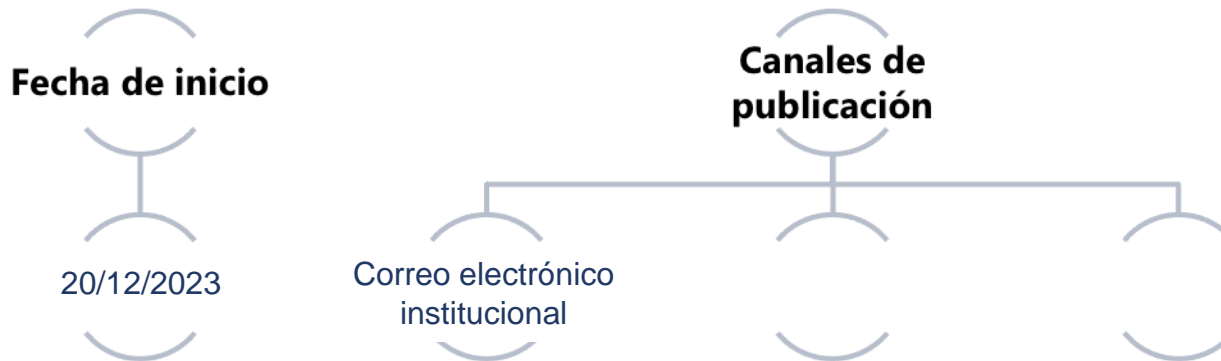 Fecha de inicio
20/12/2023
Canales de
publicación
Correo electrónico
institucional